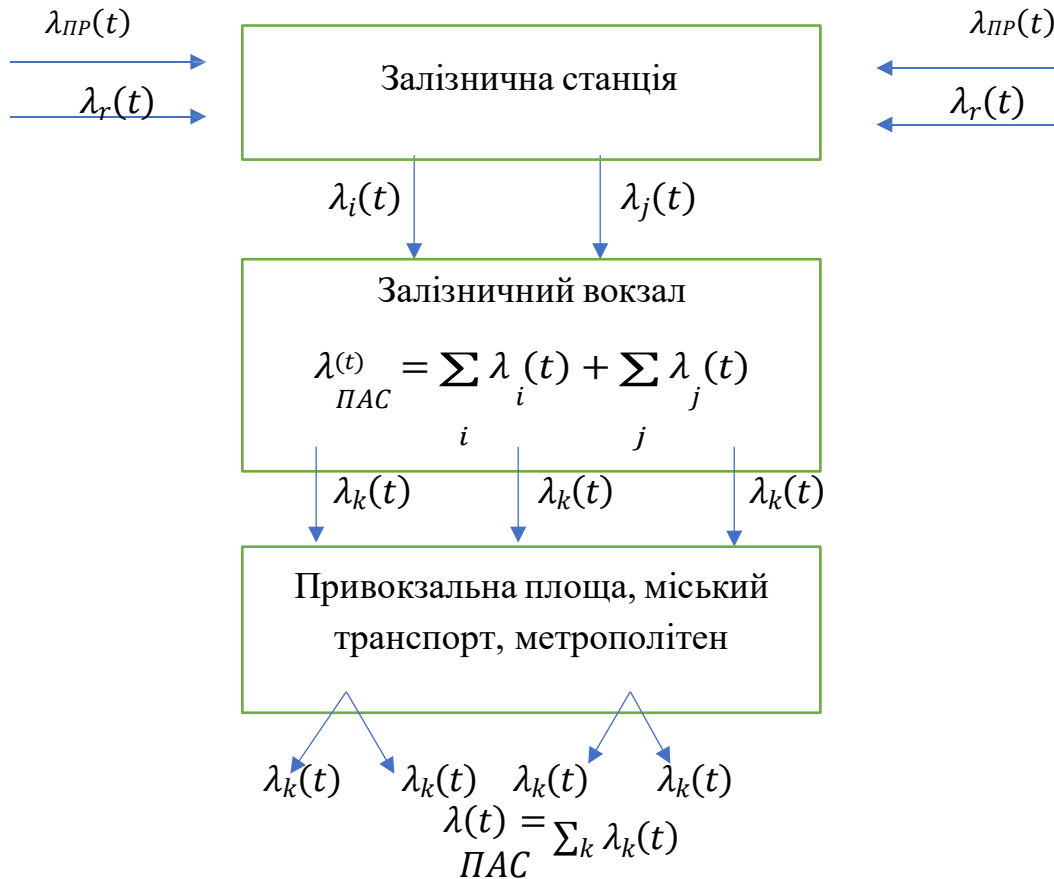 λ_ПР(t) λ_ПР(t)
Залізнична станція
λ_r(t) λ_r(t)
λ_i(t) λ_j(t)
Залізничний вокзал
λ_ПАС^(t) = ∑_i λ_i(t) + ∑_j λ_j(t)
λ_k(t) λ_k(t) λ_k(t)
Привокзальна площа, міський
транспорт, метрополітен
λ_k(t) λ_k(t) λ_k(t) λ_k(t)
λ(t)_ПАС = ∑_k λ_k(t)